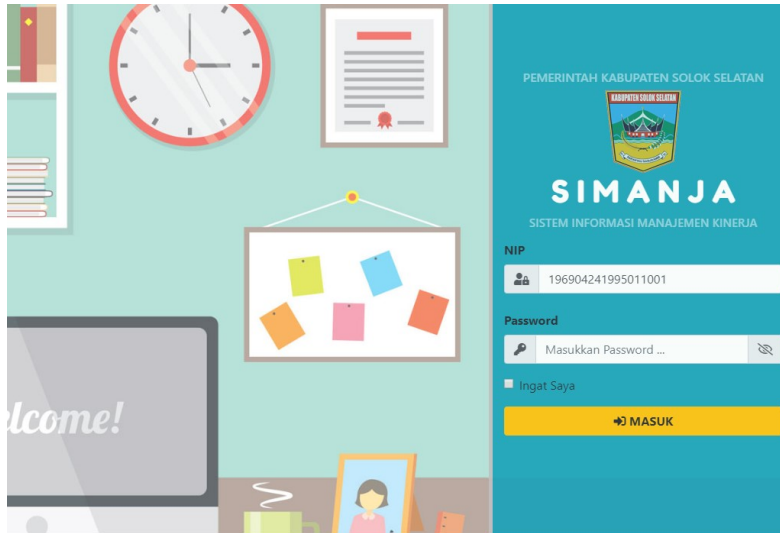 PEMERINTAH KABUPATEN SOLOK SELATAN
KABUPATEN SOLOK SELATAN
SIMANJA
SISTEM INFORMASI MANAJEMEN KINERJA
NIP
196904241995011001
Password
Masukkan Password ...
Ingat Saya
MASUK
lcome!